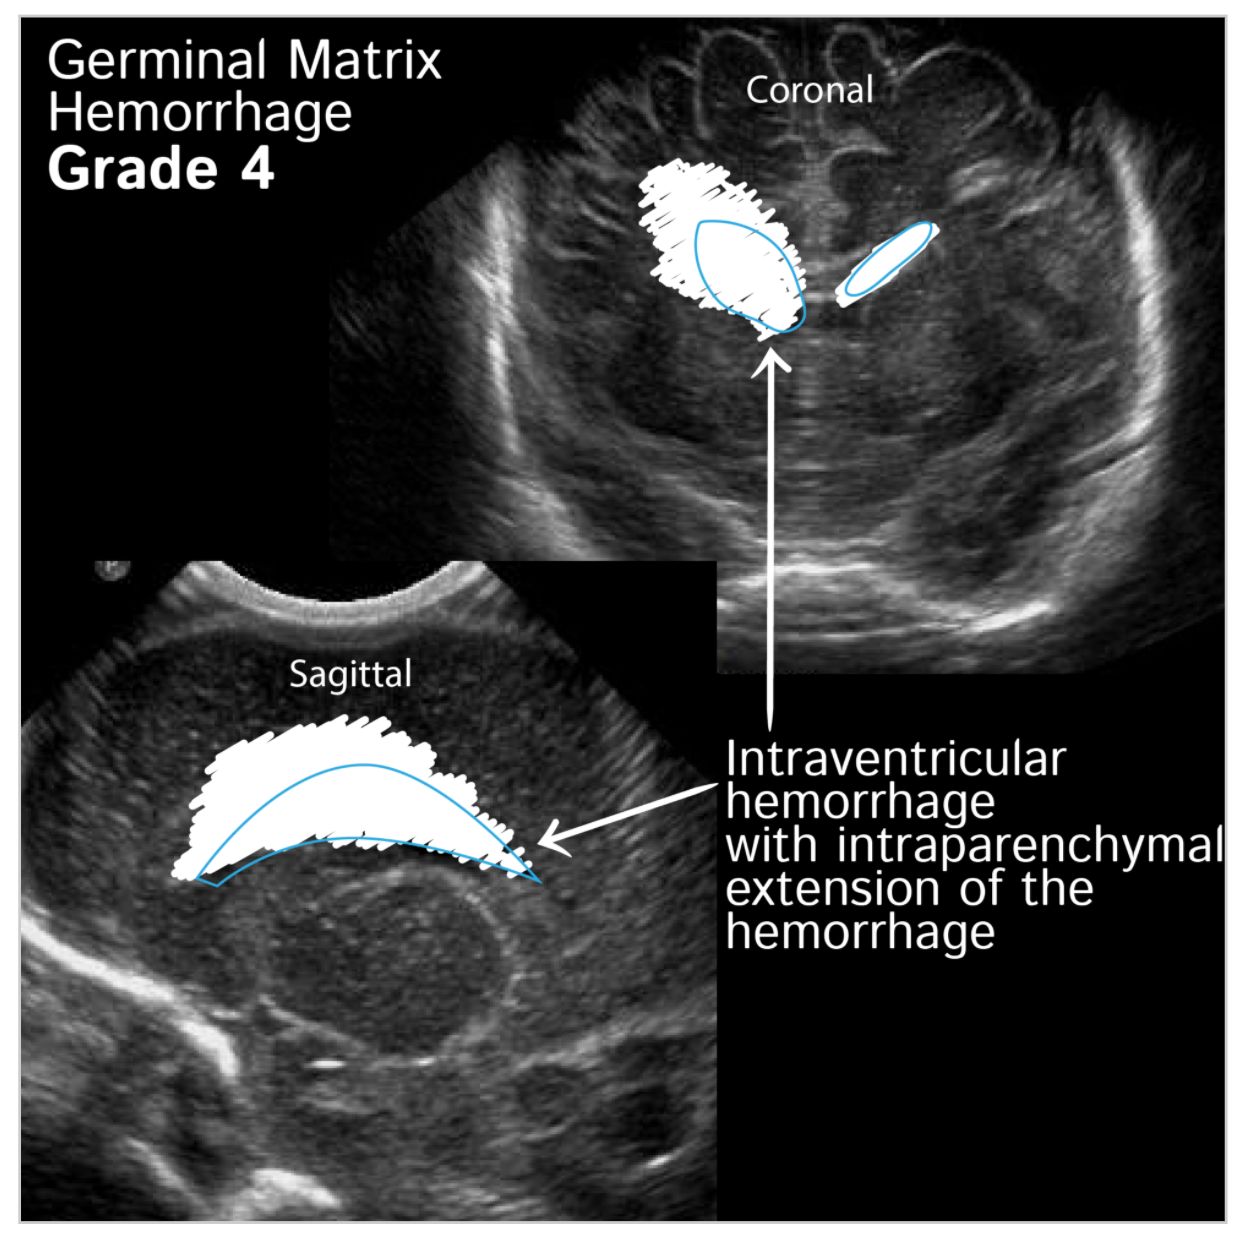 Germinal Matrix
Hemorrhage
Grade 4
Coronal
Sagittal
Intraventricular
hemorrhage
with intraparenchymal
extension of the
hemorrhage